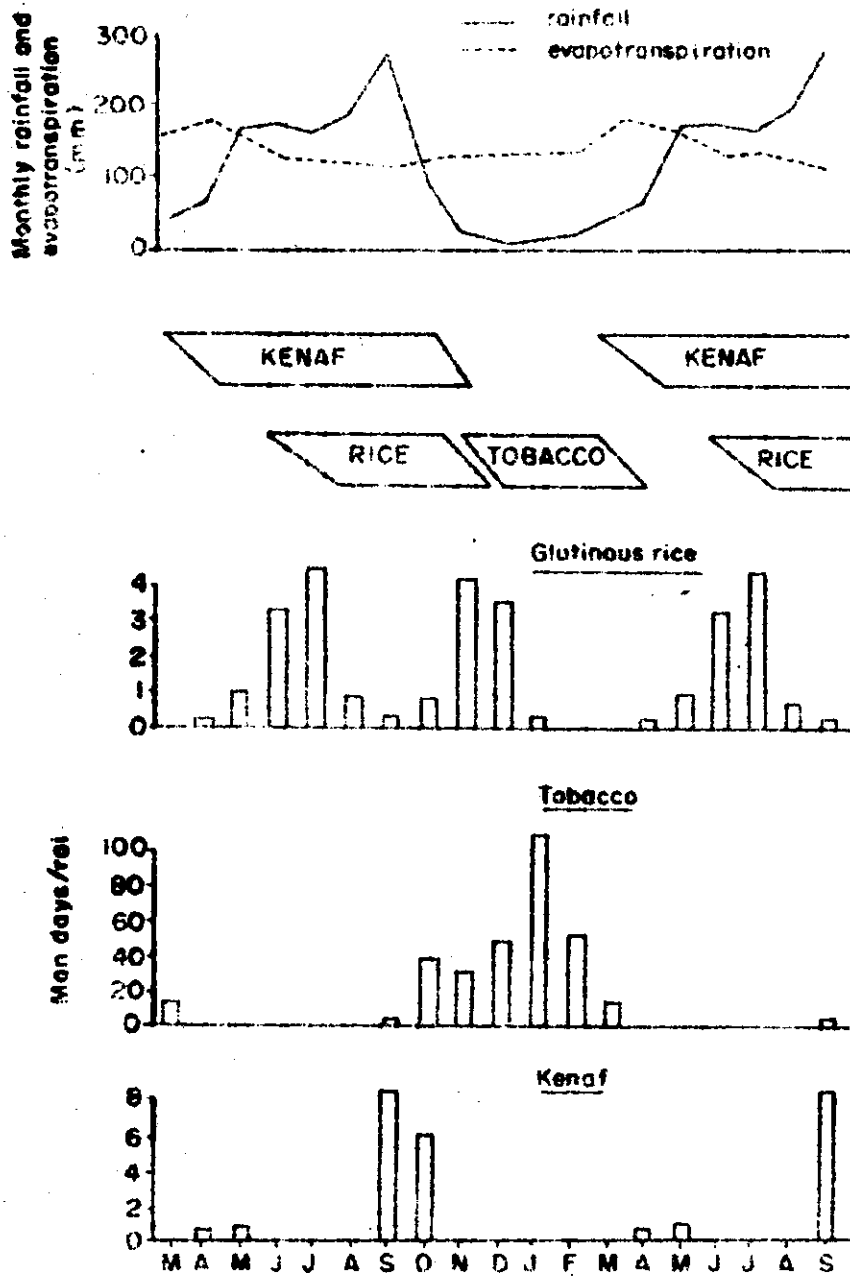 rainfall
evapotranspiration
Monthly rainfall and
evapotranspiration
(mm)
300
200
100
0
KENAF
KENAF
RICE
TOBACCO
RICE
Glutinous rice
4
3
2
1
0
Tobacco
Man days/rai
100
80
60
40
20
0
Kenaf
8
6
4
2
0
M A M J J A S O N D J F M A M J J A S